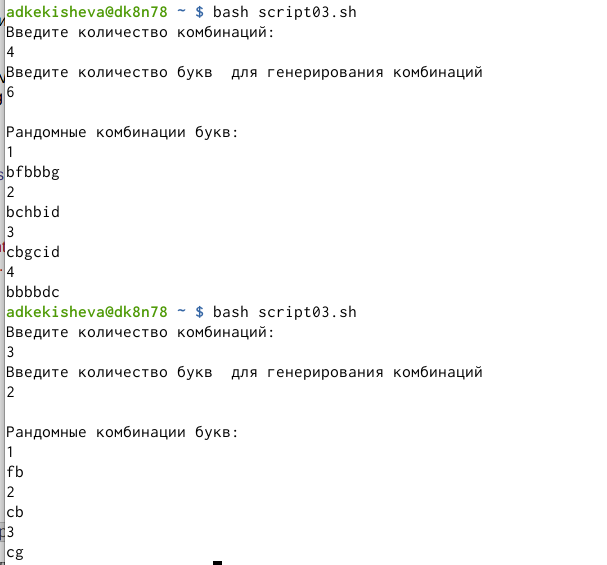 adkekisheva@dk8n78 ~ $ bash script03.sh
Введите количество комбинаций:
4
Введите количество букв  для генерирования комбинаций
6
Рандомные комбинации букв:
1
bfbbbg
2
bchbid
3
cbgcid
4
bbbbdc
adkekisheva@dk8n78 ~ $ bash script03.sh
Введите количество комбинаций:
3
Введите количество букв  для генерирования комбинаций
2
Рандомные комбинации букв:
1
fb
2
cb
3
cg